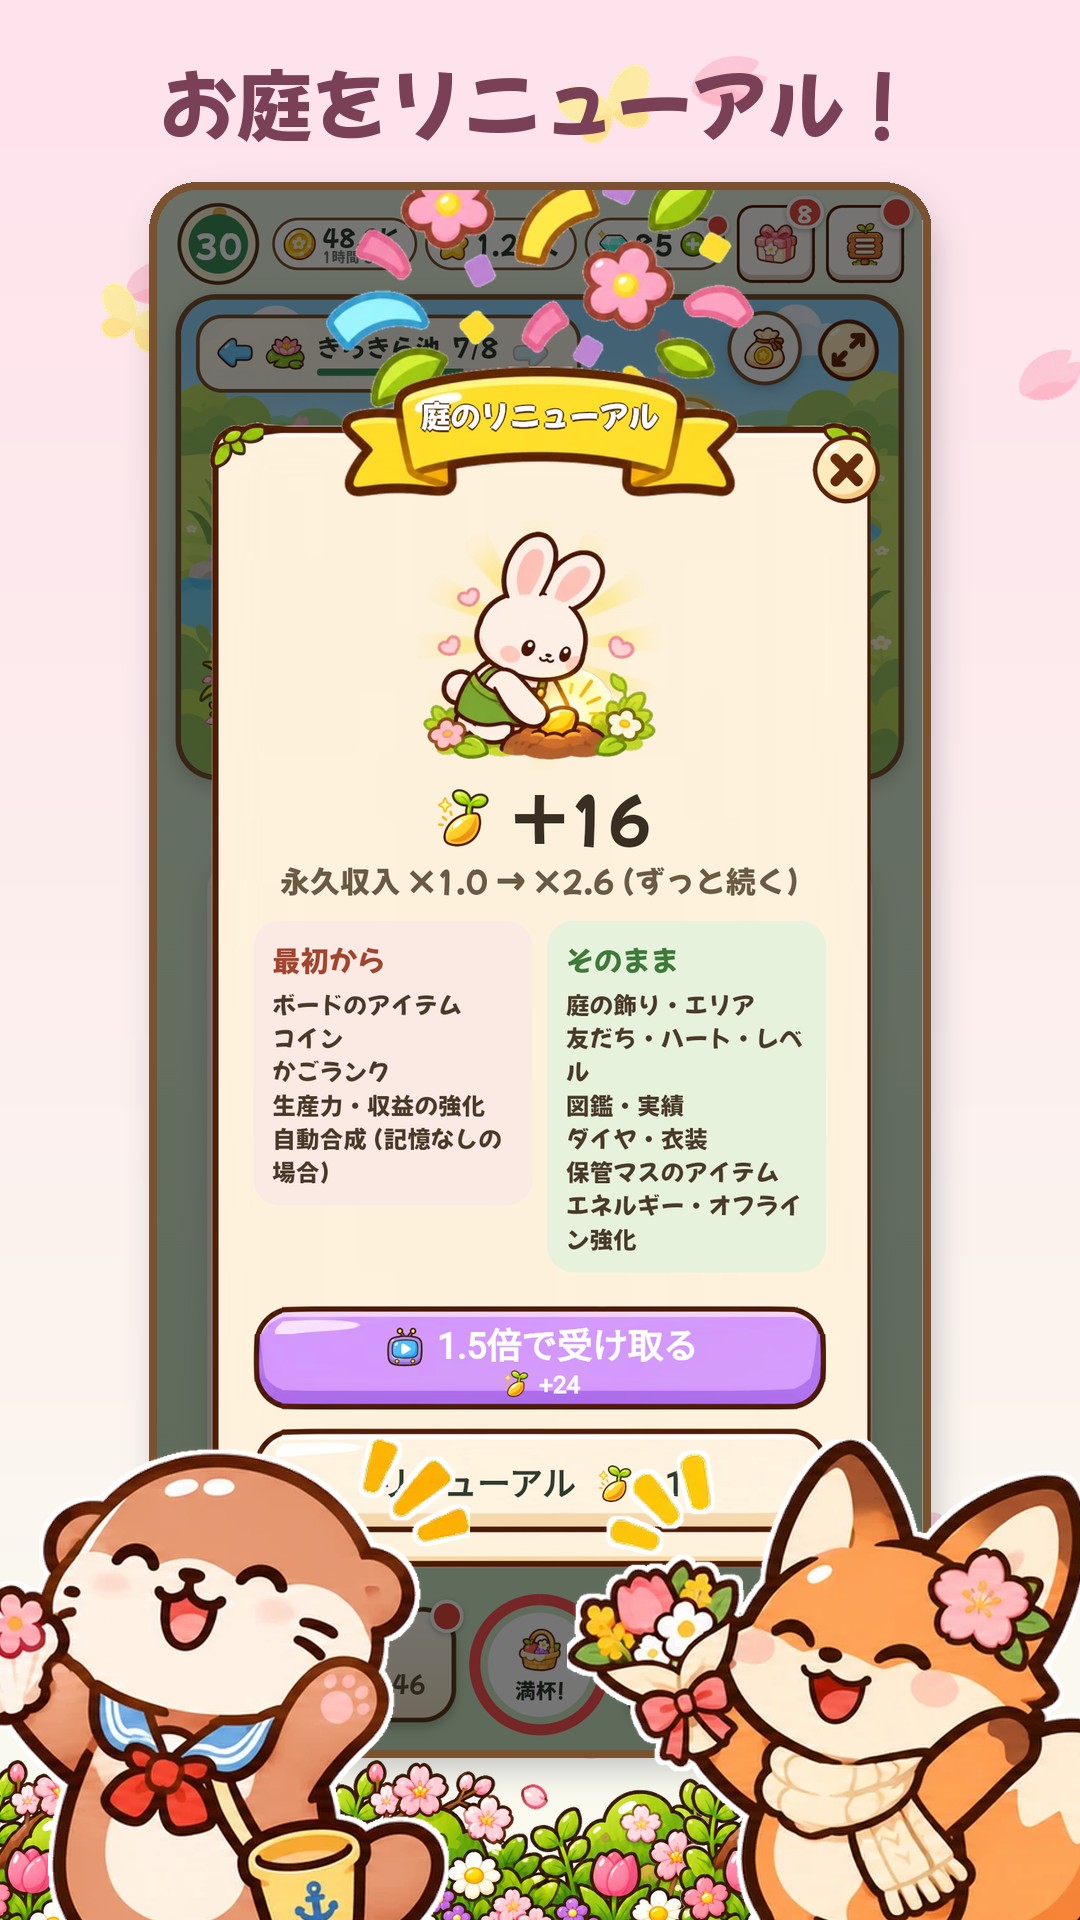 お庭をリニューアル！
30
1時間
8
きらきら池 7/8
庭のリニューアル
+16
永久収入 ×1.0 → ×2.6 (ずっと続く)
最初から
ボードのアイテム
コイン
かごランク
生産力・収益の強化
自動合成 (記憶なしの
場合)
そのまま
庭の飾り・エリア
友だち・ハート・レベ
ル
図鑑・実績
ダイヤ・衣装
保管マスのアイテム
エネルギー・オフライ
ン強化
1.5倍で受け取る
+24
リニューアル
46
満杯!